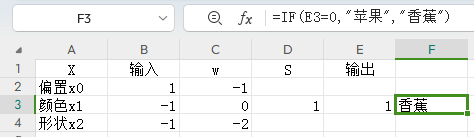 F3 fx =IF(E3=0,"苹果","香蕉")
A B C D E F
1 X 输入 w S 输出
2 偏置x0 1 -1
3 颜色x1 -1 0 1 1 香蕉
4 形状x2 -1 -2